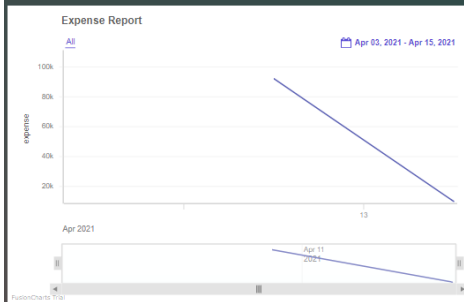 Expense Report
All
Apr 03, 2021 - Apr 15, 2021
100k
80k
60k
40k
20k
expense
13
Apr 2021
Apr 11
2021
FusionCharts Trial